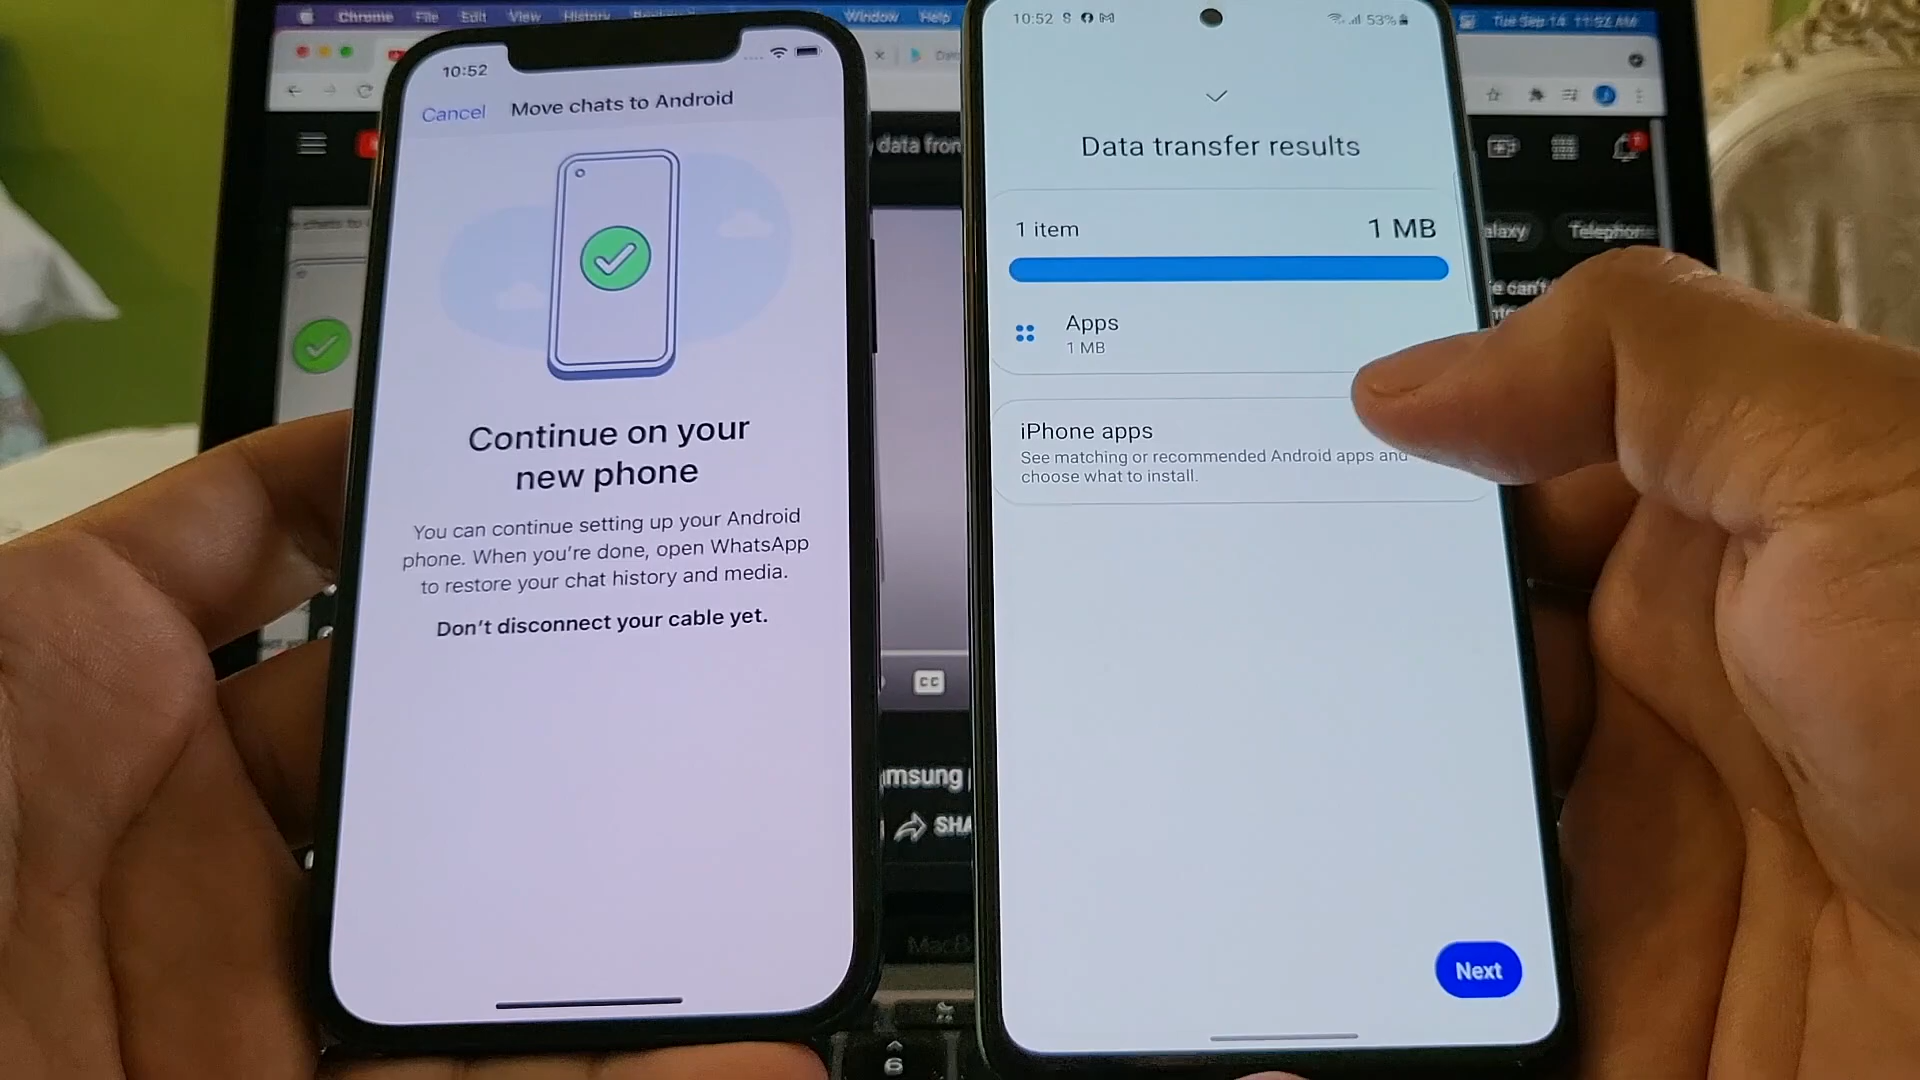 Chrome File Edit View History
Window Help
Tue Sep 14 11:52 AM
10:52
Cancel Move chats to Android
Continue on your
new phone
You can continue setting up your Android
phone. When you're done, open WhatsApp
to restore your chat history and media.
Don't disconnect your cable yet.
10:52
53%
Data transfer results
1 item 1 MB
Apps
1 MB
iPhone apps
See matching or recommended Android apps and
choose what to install.
Next
data from
alaxy
Telephone
e can't
CC
amsung
SHA
MacB
6